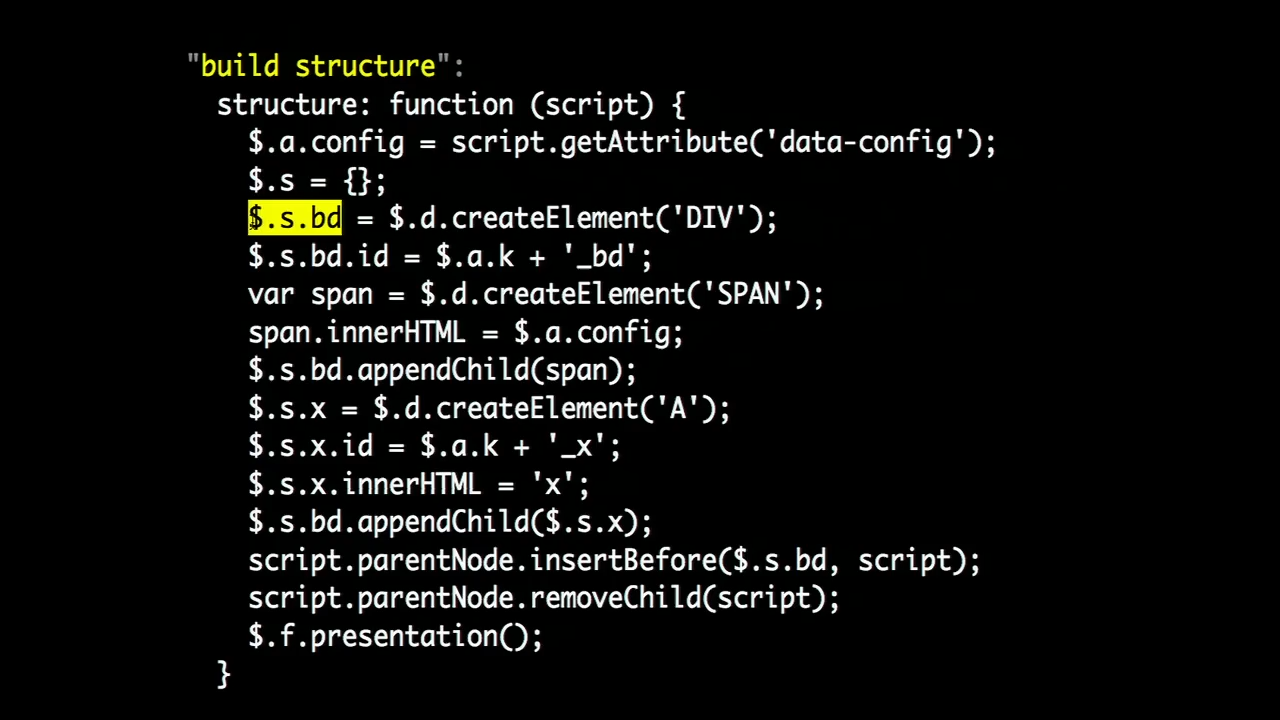 "build structure":
structure: function (script) {
$.a.config = script.getAttribute('data-config');
$.s = {};
$.s.bd = $.d.createElement('DIV');
$.s.bd.id = $.a.k + '_bd';
var span = $.d.createElement('SPAN');
span.innerHTML = $.a.config;
$.s.bd.appendChild(span);
$.s.x = $.d.createElement('A');
$.s.x.id = $.a.k + '_x';
$.s.x.innerHTML = 'x';
$.s.bd.appendChild($.s.x);
script.parentNode.insertBefore($.s.bd, script);
script.parentNode.removeChild(script);
$.f.presentation();
}